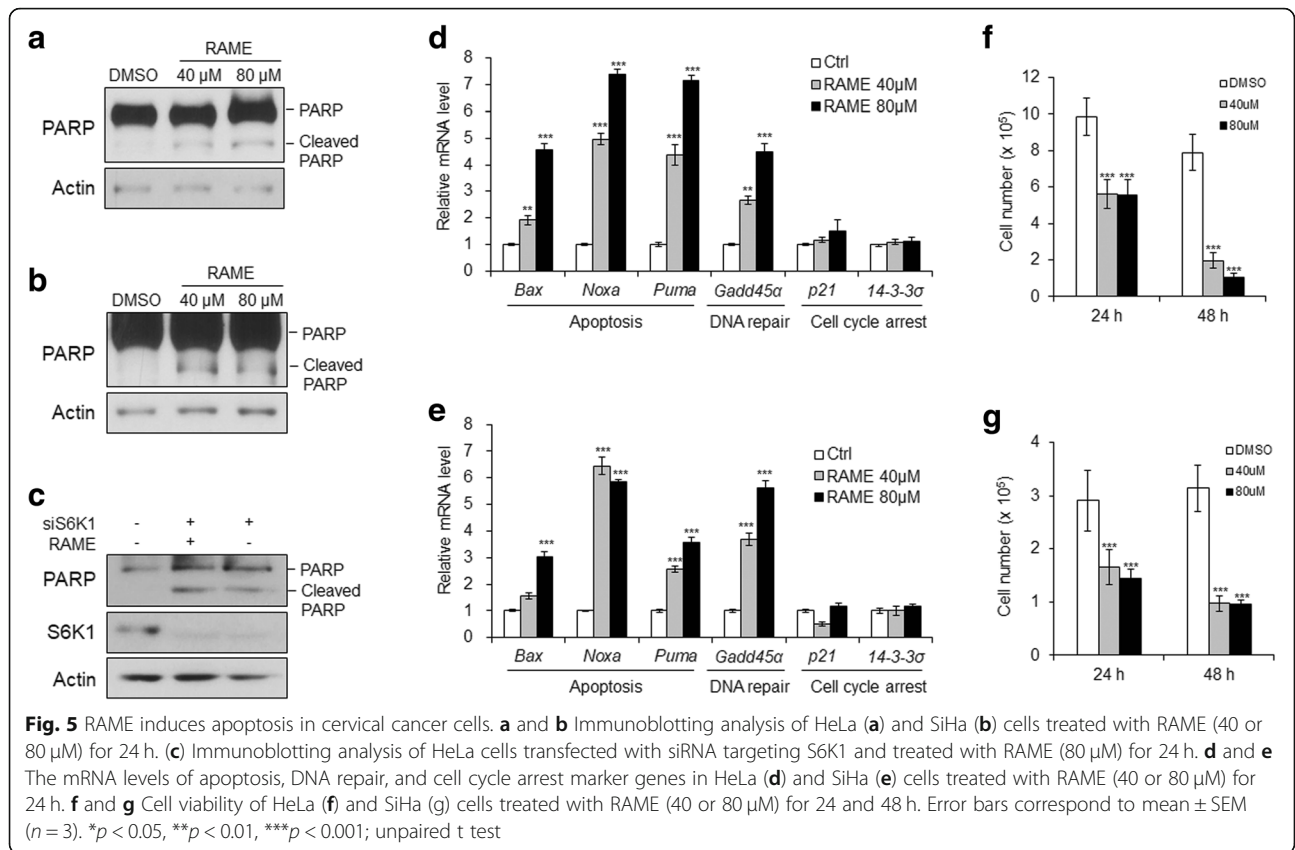 a
RAME
DMSO 40 µM 80 µM
PARP
PARP
Cleaved
PARP
Actin
b
RAME
DMSO 40 µM 80 µM
PARP
PARP
Cleaved
PARP
Actin
c
siS6K1 - + +
RAME - + -
PARP
PARP
Cleaved
PARP
S6K1
Actin
d
Relative mRNA level
8
7
6
5
4
3
2
1
0
Ctrl
RAME 40µM
RAME 80µM
** *** *** *** *** *** ** ***
Bax Noxa Puma Gadd45α p21 14-3-3σ
Apoptosis DNA repair Cell cycle arrest
e
Relative mRNA level
8
7
6
5
4
3
2
1
0
Ctrl
RAME 40µM
RAME 80µM
*** *** *** *** *** *** ***
Bax Noxa Puma Gadd45α p21 14-3-3σ
Apoptosis DNA repair Cell cycle arrest
f
Cell number (x 10⁵)
12
10
8
6
4
2
0
DMSO
40uM
80uM
*** *** *** ***
24 h 48 h
g
Cell number (x 10⁵)
4
3
2
1
0
DMSO
40uM
80uM
*** *** *** ***
24 h 48 h
Fig. 5 RAME induces apoptosis in cervical cancer cells. a and b Immunoblotting analysis of HeLa (a) and SiHa (b) cells treated with RAME (40 or
80 µM) for 24 h. (c) Immunoblotting analysis of HeLa cells transfected with siRNA targeting S6K1 and treated with RAME (80 µM) for 24 h. d and e
The mRNA levels of apoptosis, DNA repair, and cell cycle arrest marker genes in HeLa (d) and SiHa (e) cells treated with RAME (40 or 80 µM) for
24 h. f and g Cell viability of HeLa (f) and SiHa (g) cells treated with RAME (40 or 80 µM) for 24 and 48 h. Error bars correspond to mean ± SEM
(n = 3). *p < 0.05, **p < 0.01, ***p < 0.001; unpaired t test